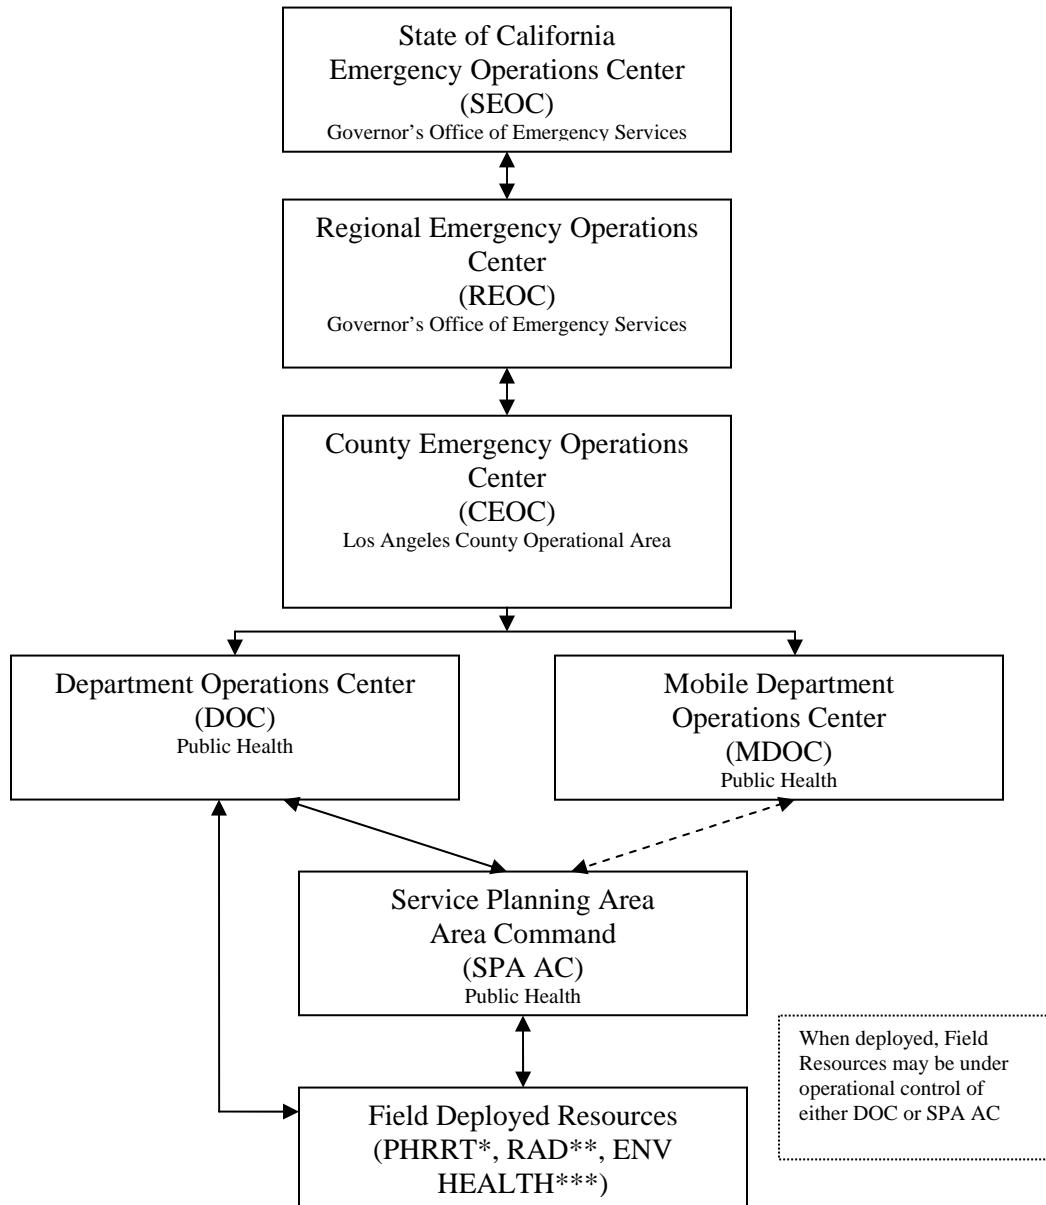 State of California
Emergency Operations Center
(SEOC)
Governor’s Office of Emergency Services
Regional Emergency Operations
Center
(REOC)
Governor’s Office of Emergency Services
County Emergency Operations
Center
(CEOC)
Los Angeles County Operational Area
Department Operations Center
(DOC)
Public Health
Mobile Department
Operations Center
(MDOC)
Public Health
Service Planning Area
Area Command
(SPA AC)
Public Health
When deployed, Field
Resources may be under
operational control of
either DOC or SPA AC
Field Deployed Resources
(PHRRT*, RAD**, ENV
HEALTH***)